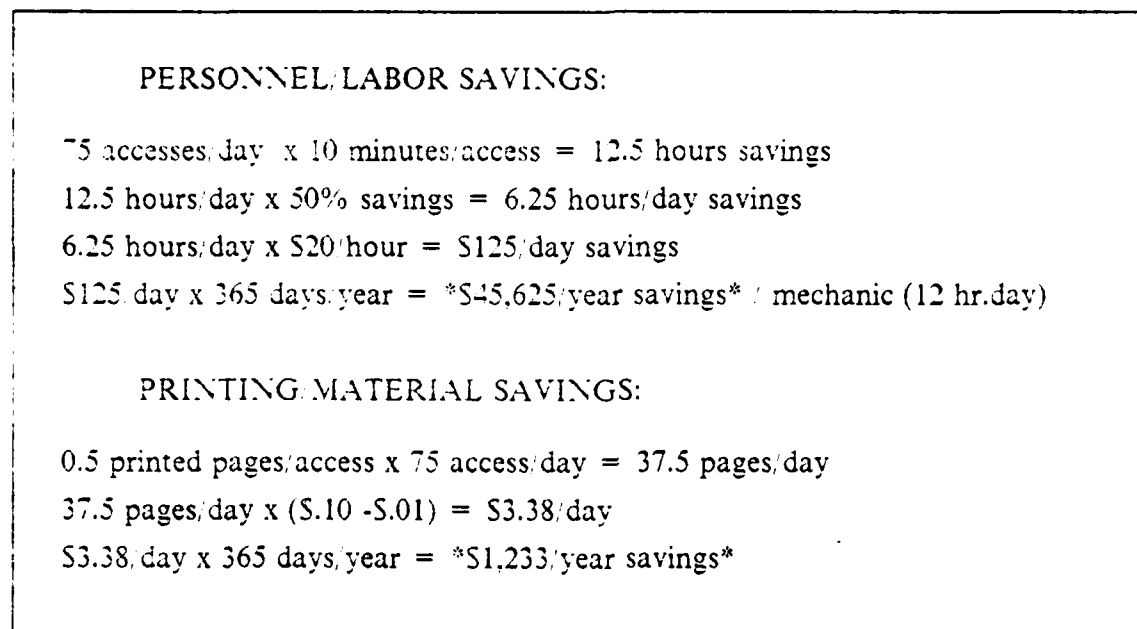 PERSONNEL/LABOR SAVINGS:
75 accesses/day x 10 minutes/access = 12.5 hours savings
12.5 hours/day x 50% savings = 6.25 hours/day savings
6.25 hours/day x $20/hour = $125/day savings
$125/day x 365 days/year = *$45,625/year savings* / mechanic (12 hr.day)
PRINTING/MATERIAL SAVINGS:
0.5 printed pages/access x 75 access/day = 37.5 pages/day
37.5 pages/day x ($.10 -$.01) = $3.38/day
$3.38/day x 365 days/year = *$1,233/year savings*